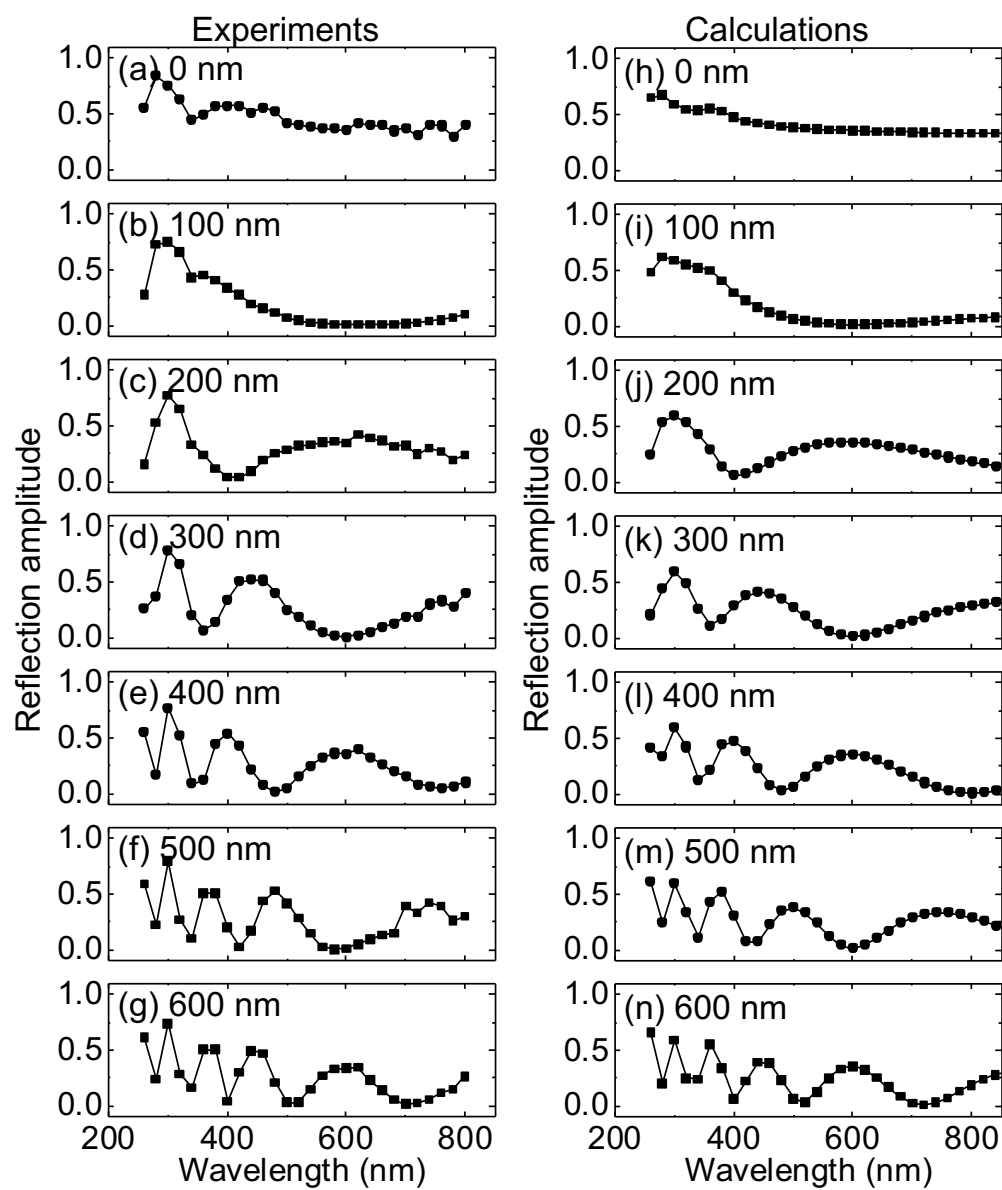 Experiments
Calculations
Reflection amplitude
(a) 0 nm
1.0
0.5
0.0
(b) 100 nm
1.0
0.5
0.0
(c) 200 nm
1.0
0.5
0.0
(d) 300 nm
1.0
0.5
0.0
(e) 400 nm
1.0
0.5
0.0
(f) 500 nm
1.0
0.5
0.0
(g) 600 nm
1.0
0.5
0.0
200 400 600 800
Wavelength (nm)
Reflection amplitude
(h) 0 nm
1.0
0.5
0.0
(i) 100 nm
1.0
0.5
0.0
(j) 200 nm
1.0
0.5
0.0
(k) 300 nm
1.0
0.5
0.0
(l) 400 nm
1.0
0.5
0.0
(m) 500 nm
1.0
0.5
0.0
(n) 600 nm
1.0
0.5
0.0
200 400 600 800
Wavelength (nm)